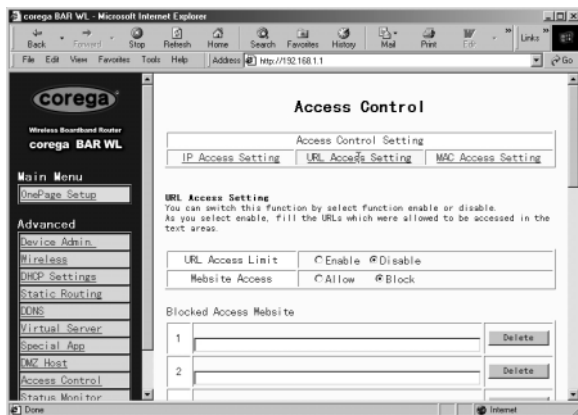 corega BAR WL - Microsoft Internet Explorer
Back Forward Stop Refresh Home Search Favorites History Mail Print Edit Links
File Edit View Favorites Tools Help Address http://192.168.1.1 Go
corega
Wireless Boardband Router
corega BAR WL
Main Menu
OnePage Setup
Advanced
Device Admin.
Wireless
DHCP Settings
Static Routing
DDNS
Virtual Server
Special App
DMZ Host
Access Control
Status Monitor
Access Control
Access Control Setting
IP Access Setting URL Access Setting MAC Access Setting
URL Access Setting
You can switch this function by select function enable or disable.
As you select enable, fill the URLs which were allowed to be accessed in the
text areas.
URL Access Limit Enable Disable
Website Access Allow Block
Blocked Access Website
1 Delete
2 Delete
Done Internet